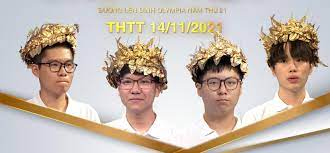 ĐƯỜNG LÊN ĐỈNH OLYMPIA NĂM THỨ 21
THTT 14/11/2021